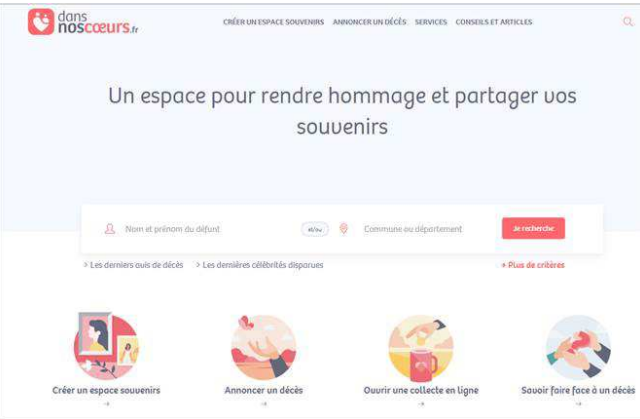 dans
noscœurs.fr
CRÉER UN ESPACE SOUVENIRS ANNONCER UN DÉCÈS SERVICES CONSEILS ET ARTICLES
Un espace pour rendre hommage et partager vos
souvenirs
Nom et prénom du défunt et/ou Commune ou département Je recherche
> Les derniers avis de décès > Les dernières célébrités disparues + Plus de critères
Créer un espace souvenirs Annoncer un décès Ouvrir une collecte en ligne Savoir faire face à un décès